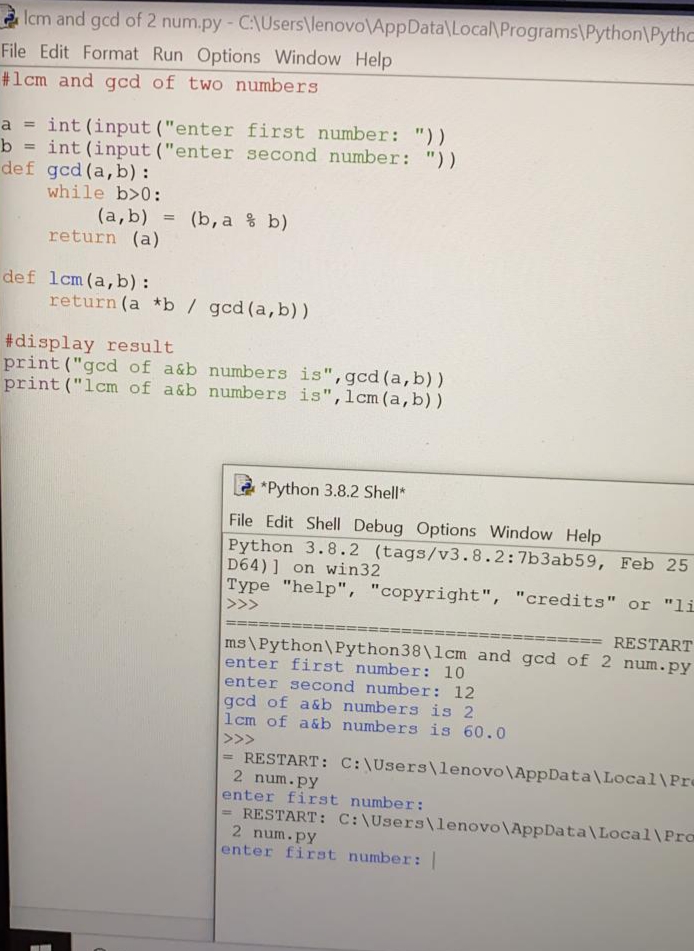 lcm and gcd of 2 num.py - C:\Users\lenovo\AppData\Local\Programs\Python\Pytho
File Edit Format Run Options Window Help
#lcm and gcd of two numbers
a = int(input("enter first number: "))
b = int(input("enter second number: "))
def gcd(a,b):
    while b>0:
        (a,b) = (b,a % b)
    return (a)
def lcm(a,b):
    return(a *b / gcd(a,b))
#display result
print("gcd of a&b numbers is",gcd(a,b))
print("lcm of a&b numbers is",lcm(a,b))
*Python 3.8.2 Shell*
File Edit Shell Debug Options Window Help
Python 3.8.2 (tags/v3.8.2:7b3ab59, Feb 25
D64)] on win32
Type "help", "copyright", "credits" or "li
>>>
=================================== RESTART
ms\Python\Python38\lcm and gcd of 2 num.py
enter first number: 10
enter second number: 12
gcd of a&b numbers is 2
lcm of a&b numbers is 60.0
>>>
= RESTART: C:\Users\lenovo\AppData\Local\Pro
2 num.py
enter first number:
= RESTART: C:\Users\lenovo\AppData\Local\Pro
2 num.py
enter first number: